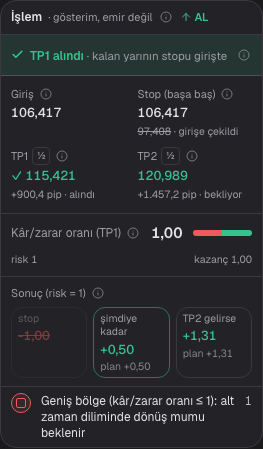 İşlem · gösterim, emir değil ↑ AL
✓ TP1 alındı · kalan yarının stopu girişte
Giriş Stop (başa baş)
106,417 106,417
97,408 · girişe çekildi
TP1 ½ TP2 ½
✓ 115,421 120,989
+900,4 pip · alındı +1.457,2 pip · bekliyor
Kâr/zarar oranı (TP1) 1,00
risk 1 kazanç 1,00
Sonuç (risk = 1)
stop şimdiye kadar TP2 gelirse
-1,00 +0,50 +1,31
plan +0,50 plan +1,31
Geniş bölge (kâr/zarar oranı ≤ 1): alt 1
zaman diliminde dönüş mumu
beklenir